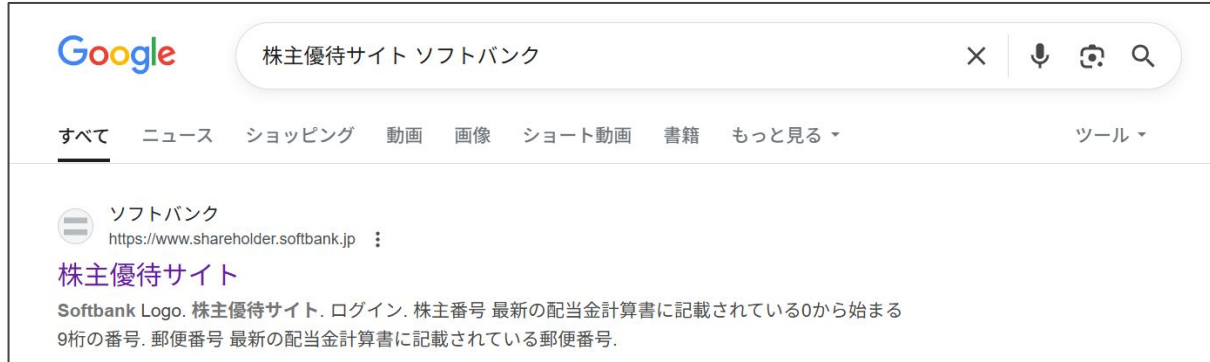 Google
株主優待サイト ソフトバンク
すべて ニュース ショッピング 動画 画像 ショート動画 書籍 もっと見る ツール
ソフトバンク
https://www.shareholder.softbank.jp
株主優待サイト
Softbank Logo. 株主優待サイト. ログイン. 株主番号 最新の配当金計算書に記載されている0から始まる
9桁の番号. 郵便番号 最新の配当金計算書に記載されている郵便番号.